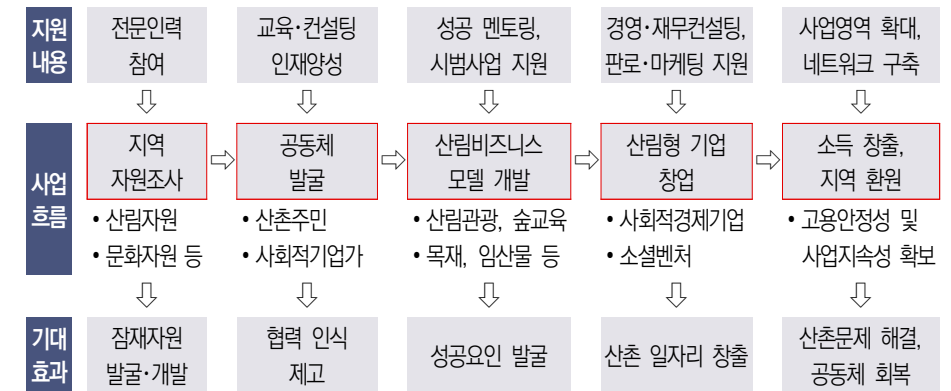 지원
내용
전문인력
참여
교육·컨설팅
인재양성
성공 멘토링,
시범사업 지원
경영·재무컨설팅,
판로·마케팅 지원
사업영역 확대,
네트워크 구축
사업
흐름
지역
자원조사
• 산림자원
• 문화자원 등
공동체
발굴
• 산촌주민
• 사회적기업가
산림비즈니스
모델 개발
• 산림관광, 숲교육
• 목재, 임산물 등
산림형 기업
창업
• 사회적경제기업
• 소셜벤처
소득 창출,
지역 환원
• 고용안정성 및
사업지속성 확보
기대
효과
잠재자원
발굴·개발
협력 인식
제고
성공요인 발굴
산촌 일자리 창출
산촌문제 해결,
공동체 회복